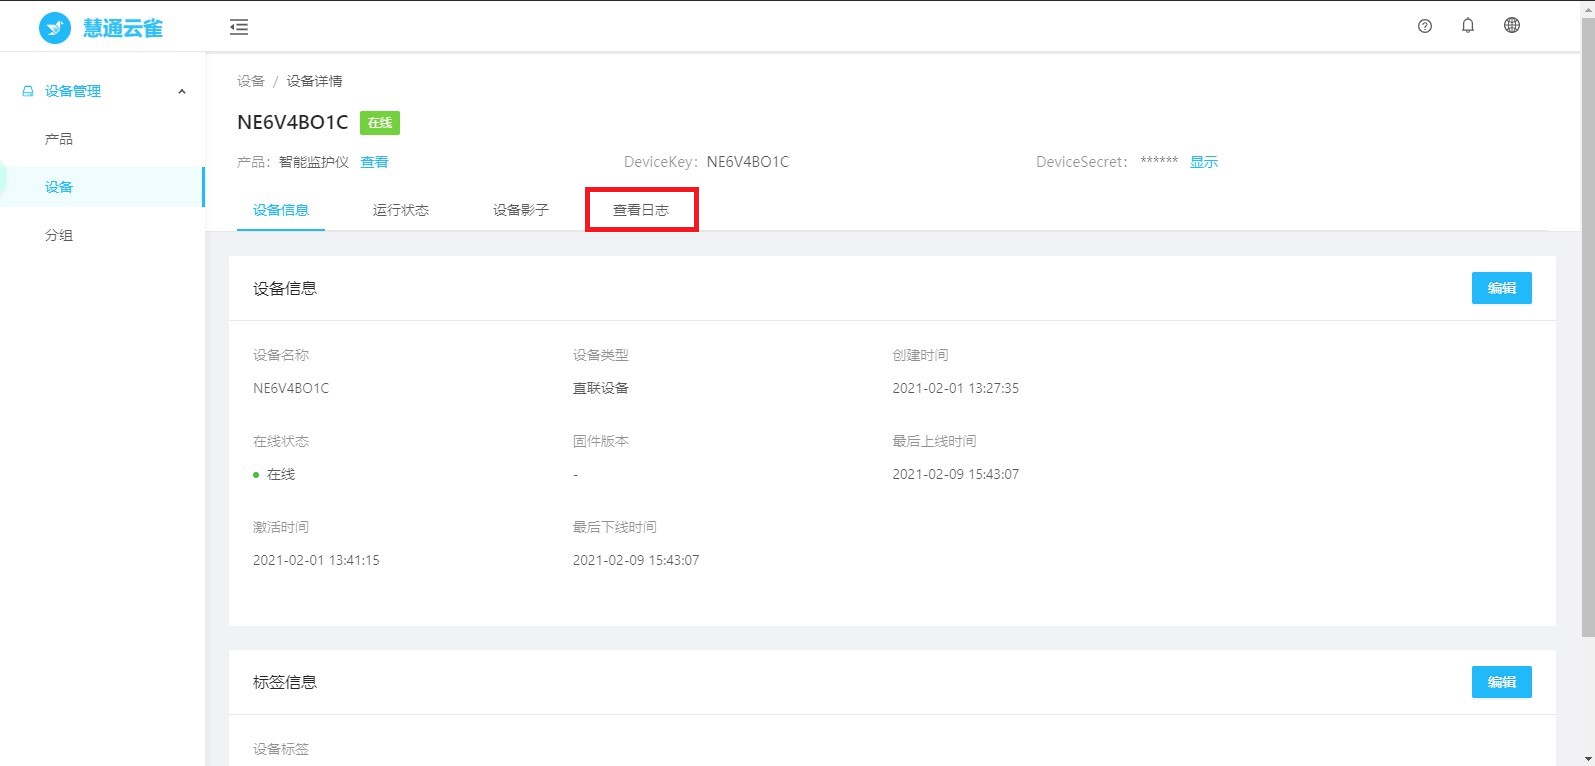 慧通云雀
设备管理
产品
设备
分组
设备 / 设备详情
NE6V4BO1C 在线
产品: 智能监护仪 查看 DeviceKey: NE6V4BO1C DeviceSecret: ****** 显示
设备信息 运行状态 设备影子 查看日志
设备信息 编辑
设备名称 设备类型 创建时间
NE6V4BO1C 直联设备 2021-02-01 13:27:35
在线状态 固件版本 最后上线时间
在线 - 2021-02-09 15:43:07
激活时间 最后下线时间
2021-02-01 13:41:15 2021-02-09 15:43:07
标签信息 编辑
设备标签